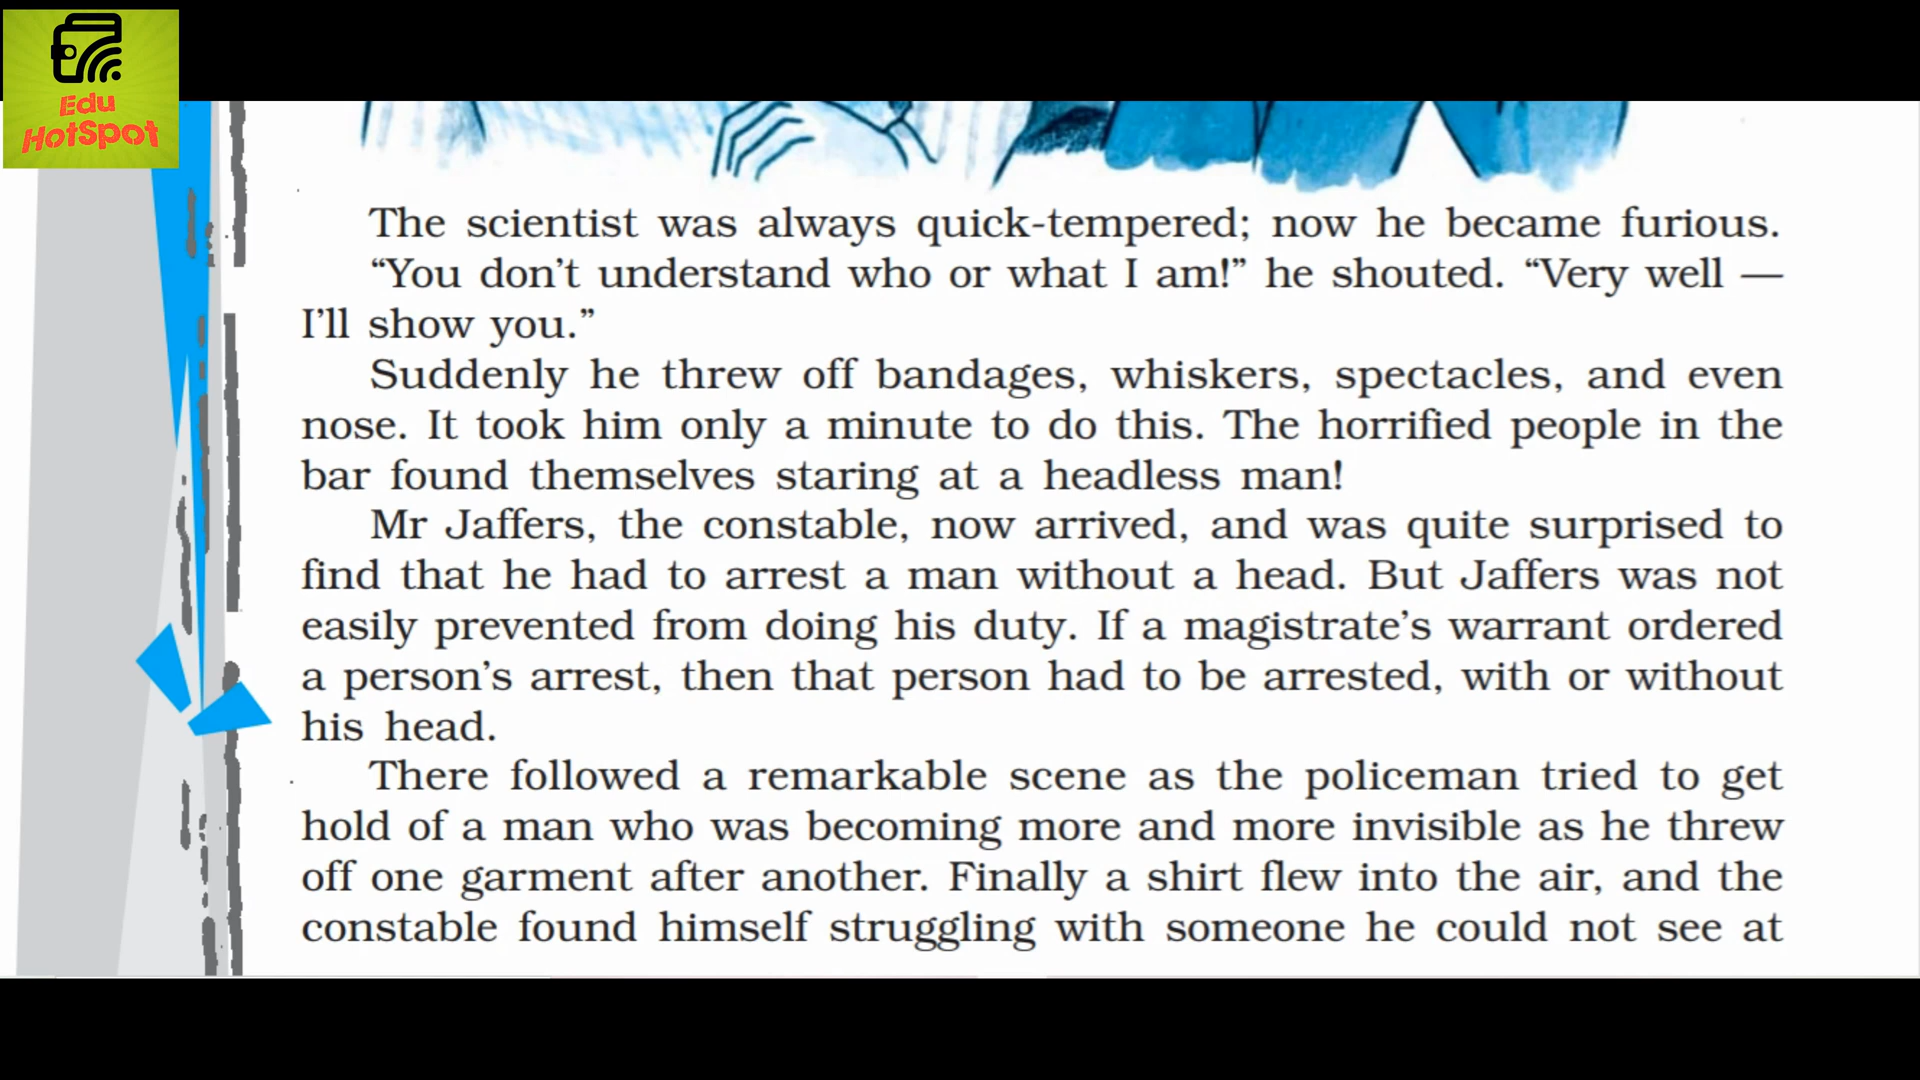 Edu
HotSpot
The scientist was always quick-tempered; now he became furious.
“You don’t understand who or what I am!” he shouted. “Very well —
I’ll show you.”
Suddenly he threw off bandages, whiskers, spectacles, and even
nose. It took him only a minute to do this. The horrified people in the
bar found themselves staring at a headless man!
Mr Jaffers, the constable, now arrived, and was quite surprised to
find that he had to arrest a man without a head. But Jaffers was not
easily prevented from doing his duty. If a magistrate’s warrant ordered
a person’s arrest, then that person had to be arrested, with or without
his head.
There followed a remarkable scene as the policeman tried to get
hold of a man who was becoming more and more invisible as he threw
off one garment after another. Finally a shirt flew into the air, and the
constable found himself struggling with someone he could not see at